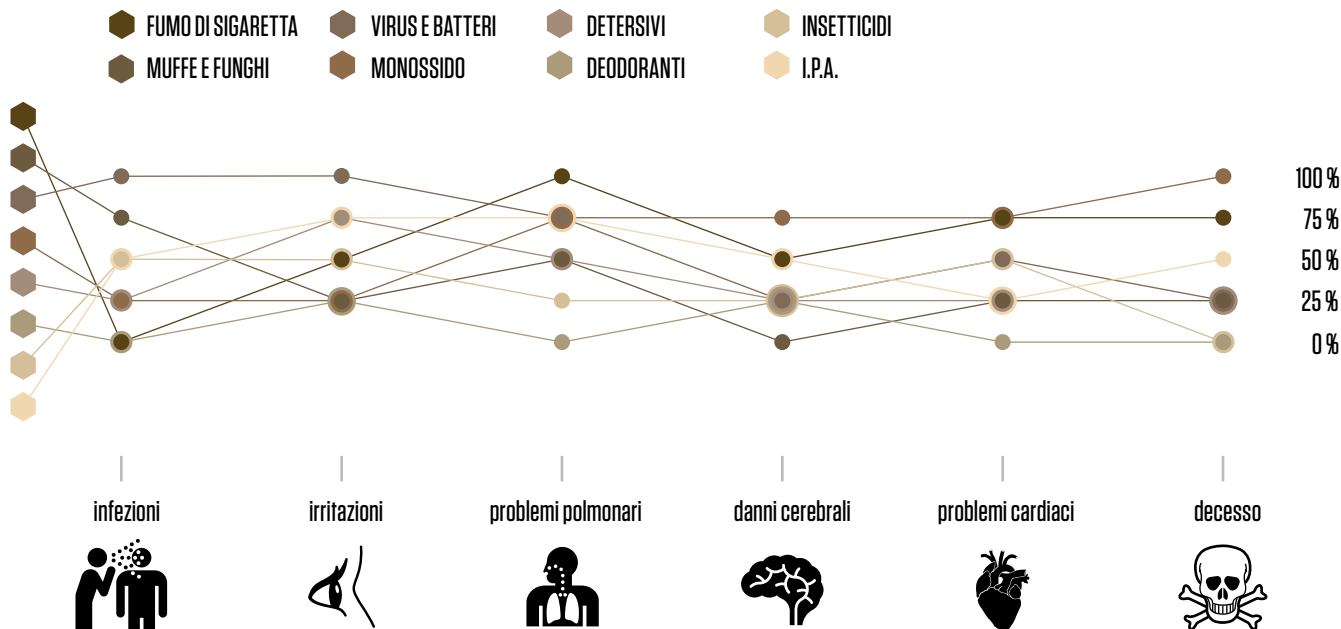 FUMO DI SIGARETTA VIRUS E BATTERI DETERSIVI INSETTICIDI
MUFFE E FUNGHI MONOSSIDO DEODORANTI I.P.A.
100 %
75 %
50 %
25 %
0 %
infezioni irritazioni problemi polmonari danni cerebrali problemi cardiaci decesso